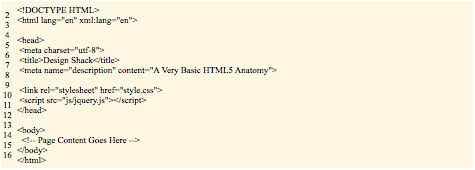 <!DOCTYPE HTML>
2 <html lang="en" xml:lang="en">
3
4 <head>
5 <meta charset="utf-8">
6 <title>Design Shack</title>
7 <meta name="description" content="A Very Basic HTML5 Anatomy">
8
9 <link rel="stylesheet" href="style.css">
10 <script src="js/jquery.js"></script>
11 </head>
12
13 <body>
14 <!-- Page Content Goes Here -->
15 </body>
16 </html>